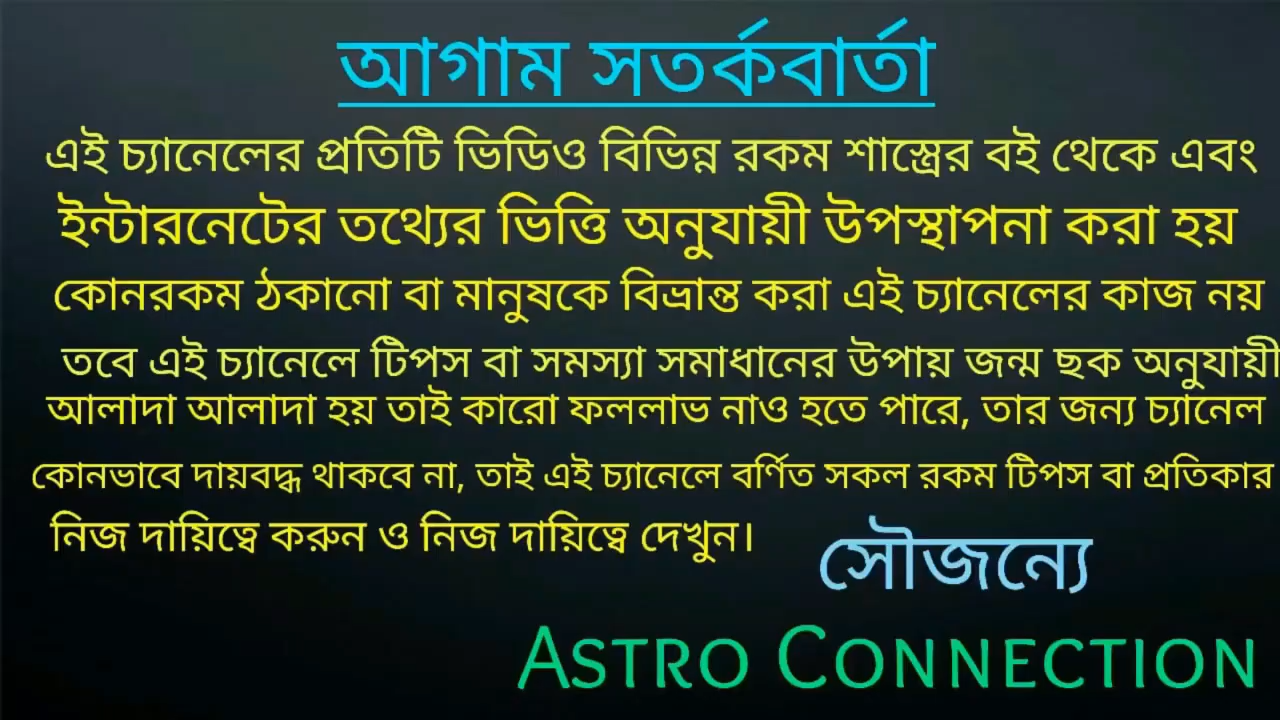 আগাম সতর্কবার্তা
এই চ্যানেলের প্রতিটি ভিডিও বিভিন্ন রকম শাস্ত্রের বই থেকে এবং
ইন্টারনেটের তথ্যের ভিত্তি অনুযায়ী উপস্থাপনা করা হয়
কোনরকম ঠকানো বা মানুষকে বিভ্রান্ত করা এই চ্যানেলের কাজ নয়
তবে এই চ্যানেলে টিপস বা সমস্যা সমাধানের উপায় জন্ম ছক অনুযায়ী
আলাদা আলাদা হয় তাই কারো ফললাভ নাও হতে পারে, তার জন্য চ্যানেল
কোনভাবে দায়বদ্ধ থাকবে না, তাই এই চ্যানেলে বর্ণিত সকল রকম টিপস বা প্রতিকার
নিজ দায়িত্বে করুন ও নিজ দায়িত্বে দেখুন।
সৌজন্যে
ASTRO CONNECTION